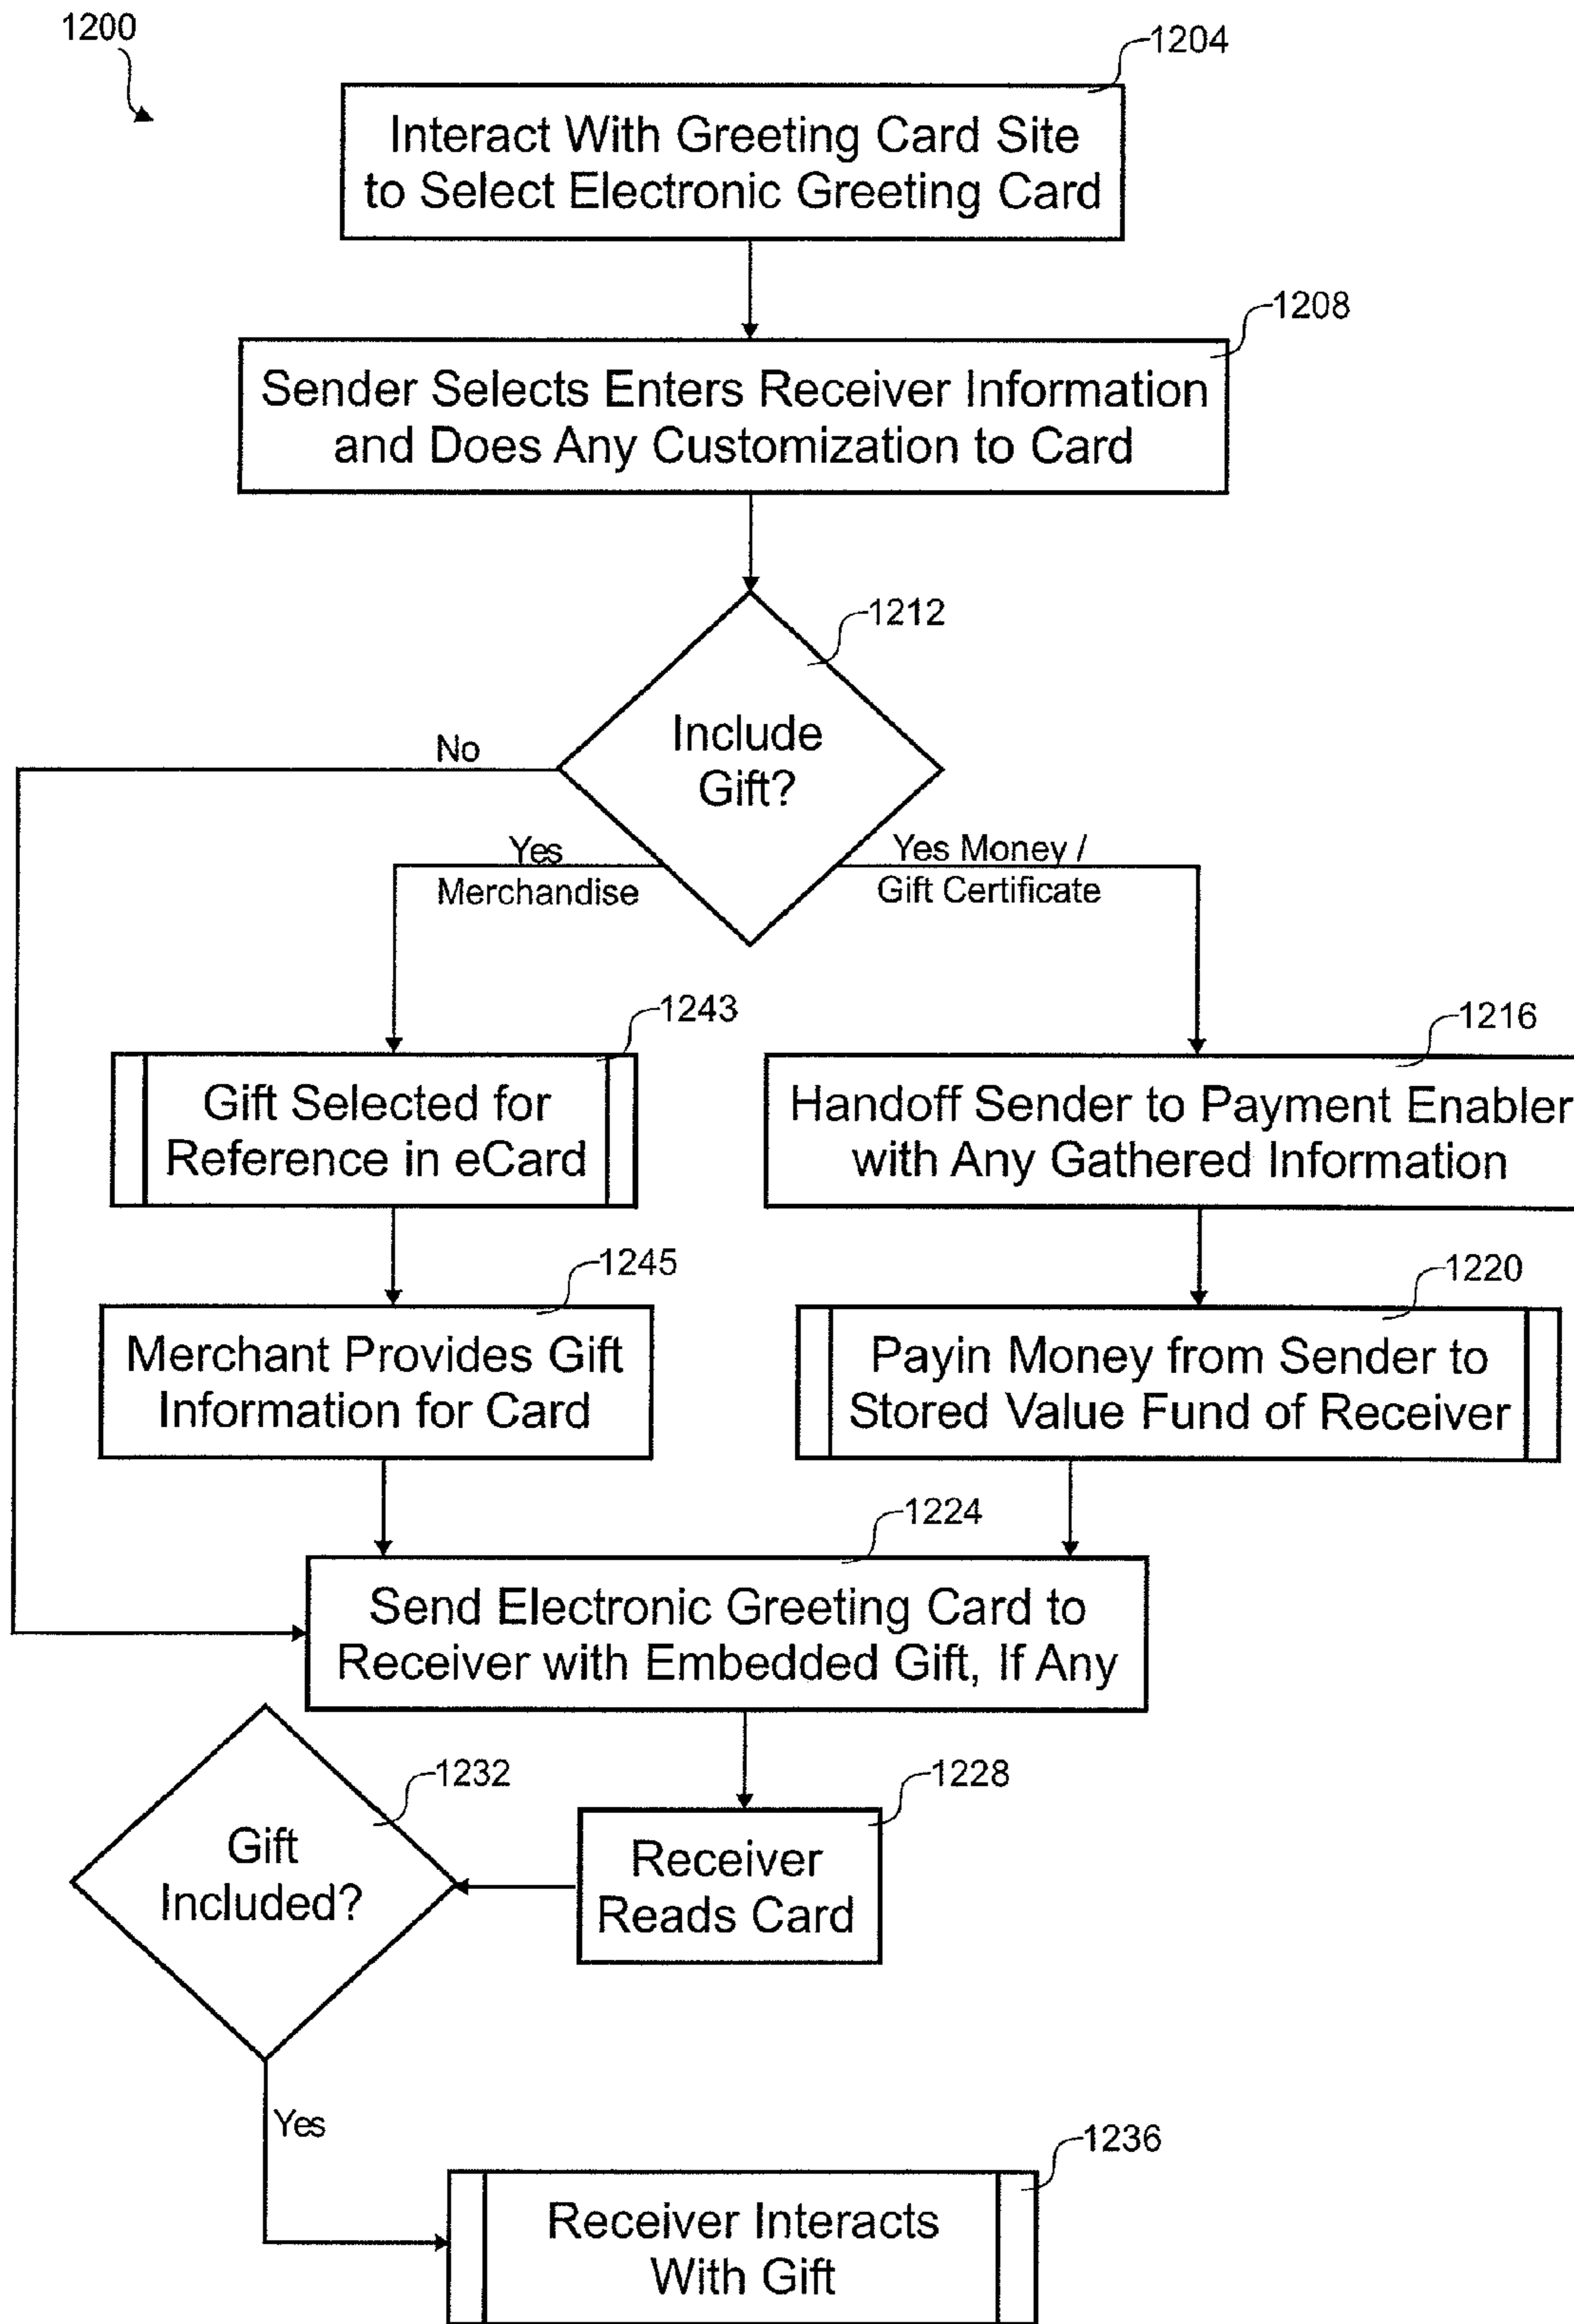 1200
1204
Interact With Greeting Card Site
to Select Electronic Greeting Card
1208
Sender Selects Enters Receiver Information
and Does Any Customization to Card
1212
Include
Gift?
No
Yes
Merchandise
Yes Money /
Gift Certificate
1243
Gift Selected for
Reference in eCard
1216
Handoff Sender to Payment Enabler
with Any Gathered Information
1245
Merchant Provides Gift
Information for Card
1220
Payin Money from Sender to
Stored Value Fund of Receiver
1224
Send Electronic Greeting Card to
Receiver with Embedded Gift, If Any
1232
Gift
Included?
1228
Receiver
Reads Card
Yes
1236
Receiver Interacts
With Gift